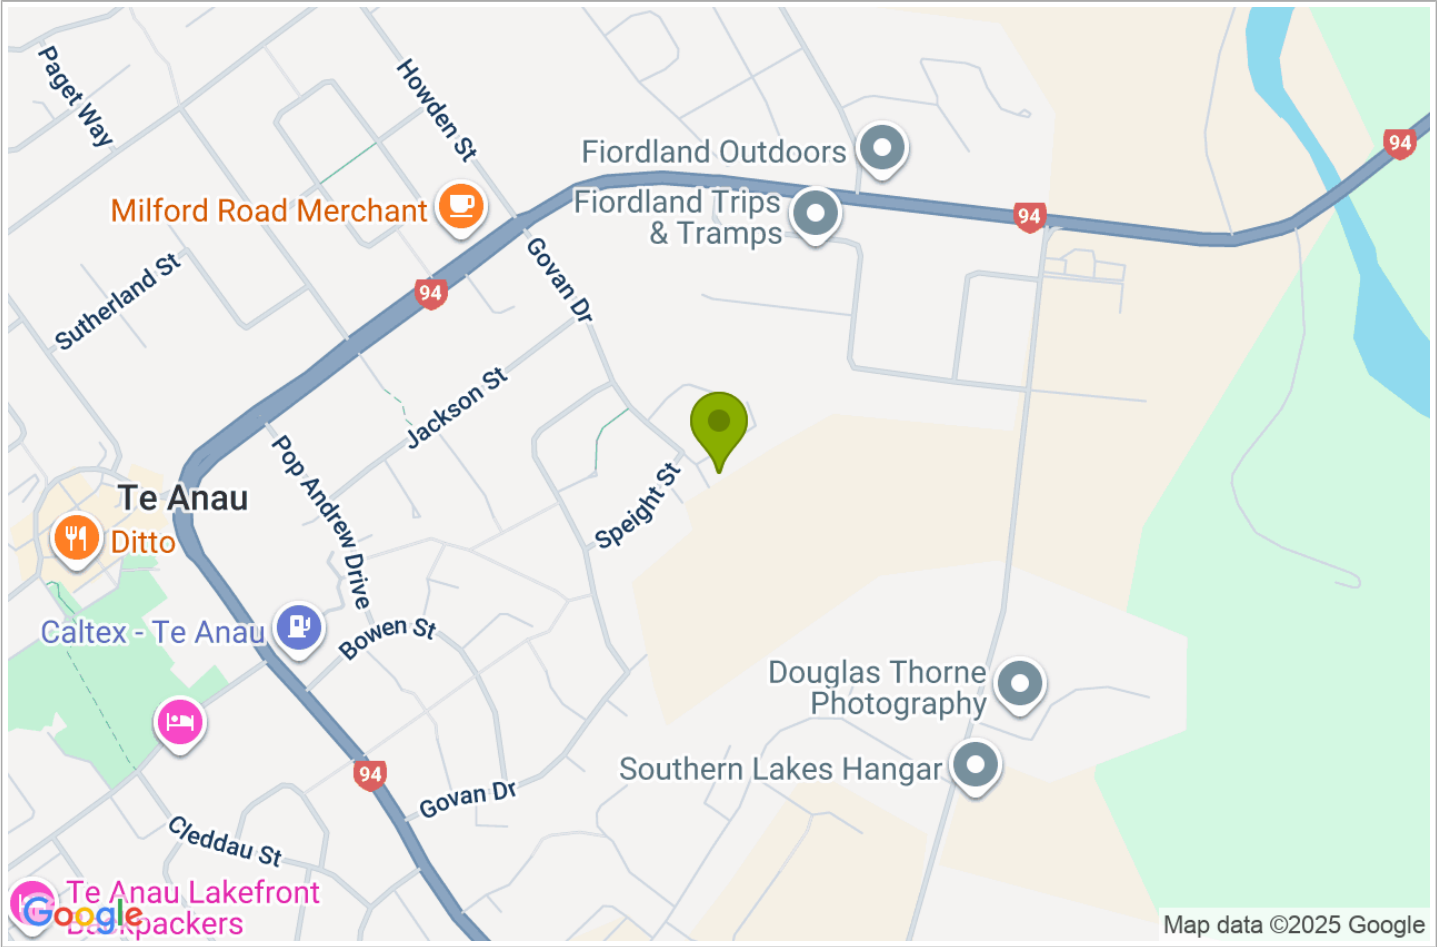 Paget Way
Howden St
Fiordland Outdoors
94
Milford Road Merchant
Fiordland Trips
& Tramps
94
Sutherland St
Govan Dr
94
Jackson St
Pop Andrew Drive
Te Anau
Speight St
Ditto
Caltex - Te Anau
Bowen St
Douglas Thorne
Photography
Southern Lakes Hangar
94
Govan Dr
Cleddau St
Te Anau Lakefront
Backpackers
Google
Map data ©2025 Google